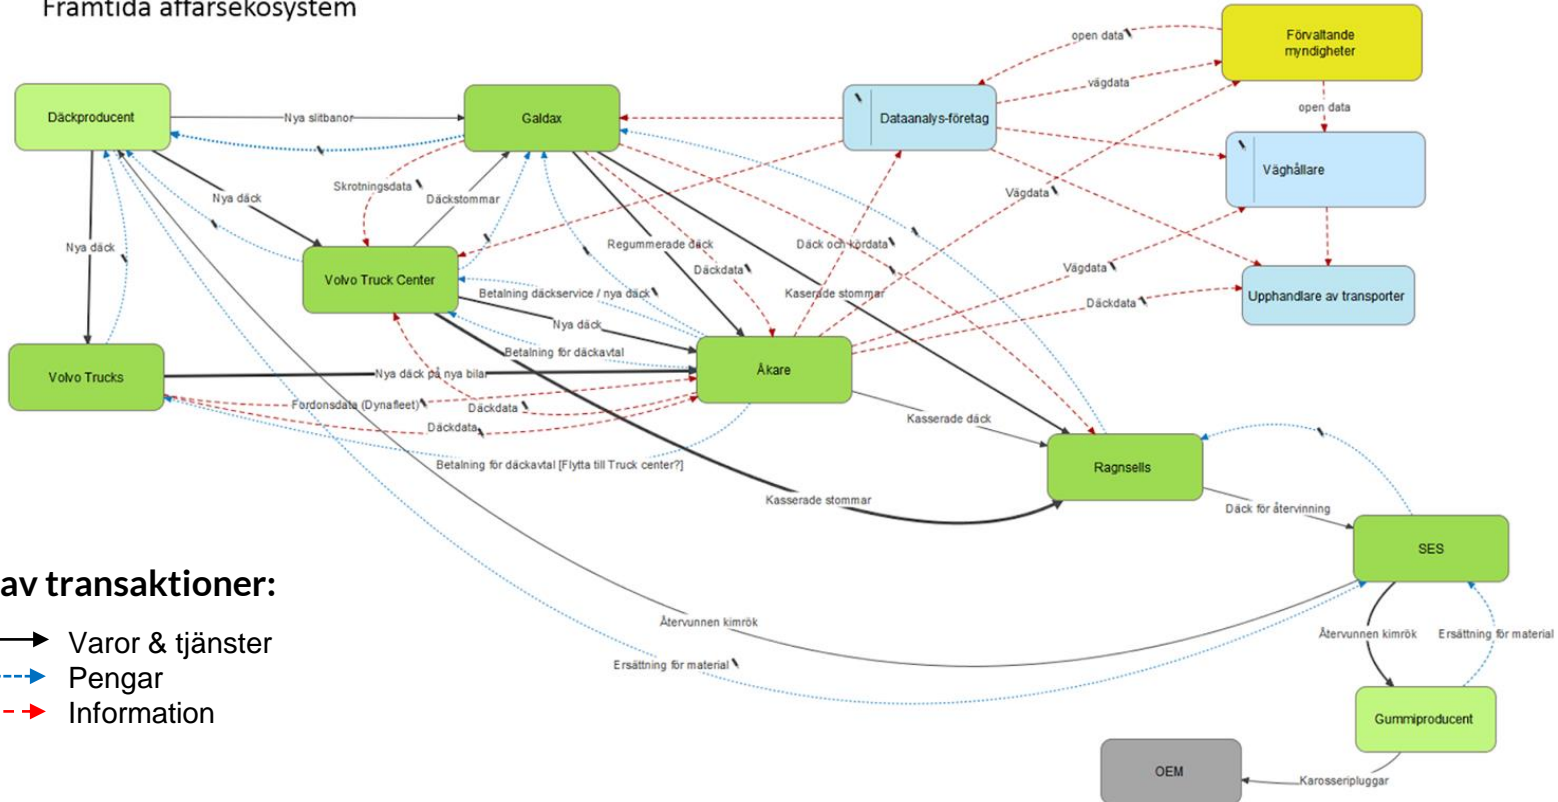 Framtida affärsekosystem
Förvaltande
myndigheter
open data
vägdata
open data
Däckproducent
Nya slitbanor
Galdax
Dataanalys-företag
Väghållare
Skrotningsdata
Däckstommar
Nya däck
Vägdata
Nya däck
Regummerade däck
Däck och kördata
Däckdata
Vägdata
Volvo Truck Center
Betalning däckservice / nya däck
Kaserade stommar
Däckdata
Upphandlare av transporter
Nya däck
Betalning för däckavtal
Volvo Trucks
Nya däck på nya bilar
Åkare
Fordonsdata (Dynafleet)
Däckdata
Däckdata
Kasserade däck
Betalning för däckavtal [Flytta till Truck center?]
Ragnsells
Kasserade stommar
Däck för återvinning
SES
av transaktioner:
Varor & tjänster
Pengar
Information
Återvunnen kimrök
Ersättning för material
Återvunnen kimrök
Ersättning för material
Gummiproducent
OEM
Karosseripluggar